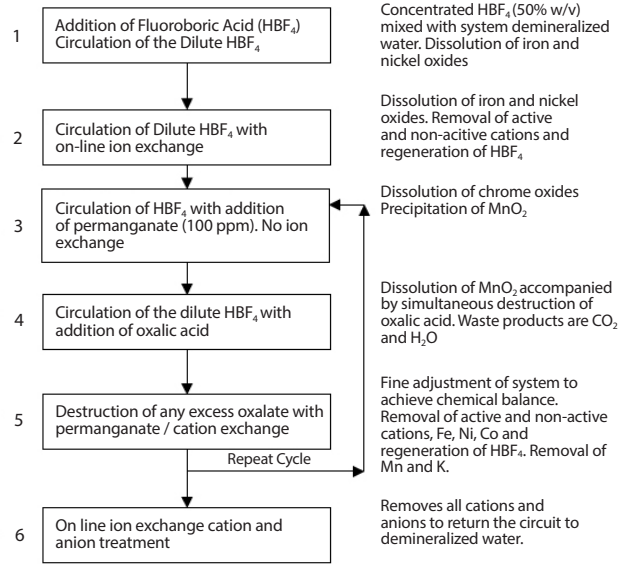 1
Addition of Fluoroboric Acid (HBF₄)
Circulation of the Dilute HBF₄
Concentrated HBF₄ (50% w/v)
mixed with system demineralized
water. Dissolution of iron and
nickel oxides
2
Circulation of Dilute HBF₄ with
on-line ion exchange
Dissolution of iron and nickel
oxides. Removal of active
and non-acitive cations and
regeneration of HBF₄
3
Circulation of HBF₄ with addition
of permanganate (100 ppm). No ion
exchange
Dissolution of chrome oxides
Precipitation of MnO₂
4
Circulation of the dilute HBF₄ with
addition of oxalic acid
Dissolution of MnO₂ accompanied
by simultaneous destruction of
oxalic acid. Waste products are CO₂
and H₂O
5
Destruction of any excess oxalate with
permanganate / cation exchange
Fine adjustment of system to
achieve chemical balance.
Removal of active and non-active
cations, Fe, Ni, Co and
regeneration of HBF₄. Removal of
Mn and K.
Repeat Cycle
6
On line ion exchange cation and
anion treatment
Removes all cations and
anions to return the circuit to
demineralized water.